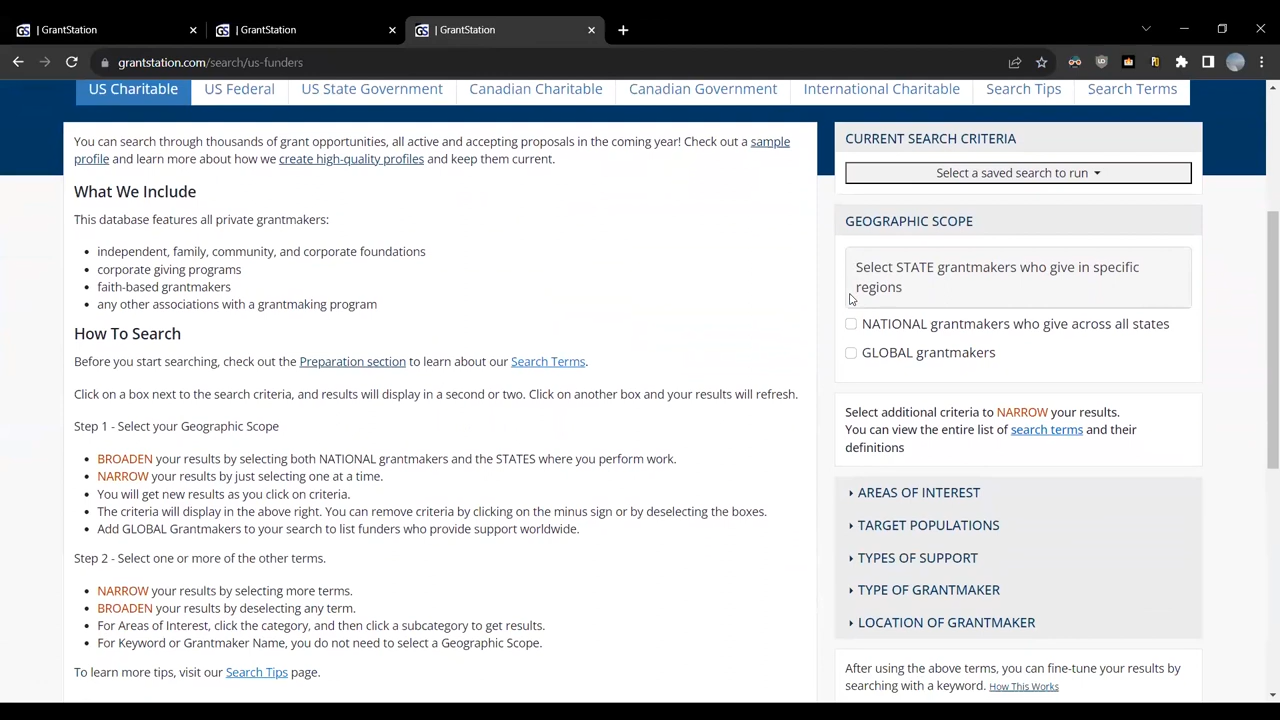 GS | GrantStation
GS | GrantStation
GS | GrantStation
grantstation.com/search/us-funders
US Charitable
US Federal
US State Government
Canadian Charitable
Canadian Government
International Charitable
Search Tips
Search Terms
You can search through thousands of grant opportunities, all active and accepting proposals in the coming year! Check out a sample
profile and learn more about how we create high-quality profiles and keep them current.
What We Include
This database features all private grantmakers:
independent, family, community, and corporate foundations
corporate giving programs
faith-based grantmakers
any other associations with a grantmaking program
How To Search
Before you start searching, check out the Preparation section to learn about our Search Terms.
Click on a box next to the search criteria, and results will display in a second or two. Click on another box and your results will refresh.
Step 1 - Select your Geographic Scope
BROADEN your results by selecting both NATIONAL grantmakers and the STATES where you perform work.
NARROW your results by just selecting one at a time.
You will get new results as you click on criteria.
The criteria will display in the above right. You can remove criteria by clicking on the minus sign or by deselecting the boxes.
Add GLOBAL Grantmakers to your search to list funders who provide support worldwide.
Step 2 - Select one or more of the other terms.
NARROW your results by selecting more terms.
BROADEN your results by deselecting any term.
For Areas of Interest, click the category, and then click a subcategory to get results.
For Keyword or Grantmaker Name, you do not need to select a Geographic Scope.
To learn more tips, visit our Search Tips page.
CURRENT SEARCH CRITERIA
Select a saved search to run
GEOGRAPHIC SCOPE
Select STATE grantmakers who give in specific
regions
NATIONAL grantmakers who give across all states
GLOBAL grantmakers
Select additional criteria to NARROW your results.
You can view the entire list of search terms and their
definitions
AREAS OF INTEREST
TARGET POPULATIONS
TYPES OF SUPPORT
TYPE OF GRANTMAKER
LOCATION OF GRANTMAKER
After using the above terms, you can fine-tune your results by
searching with a keyword. How This Works